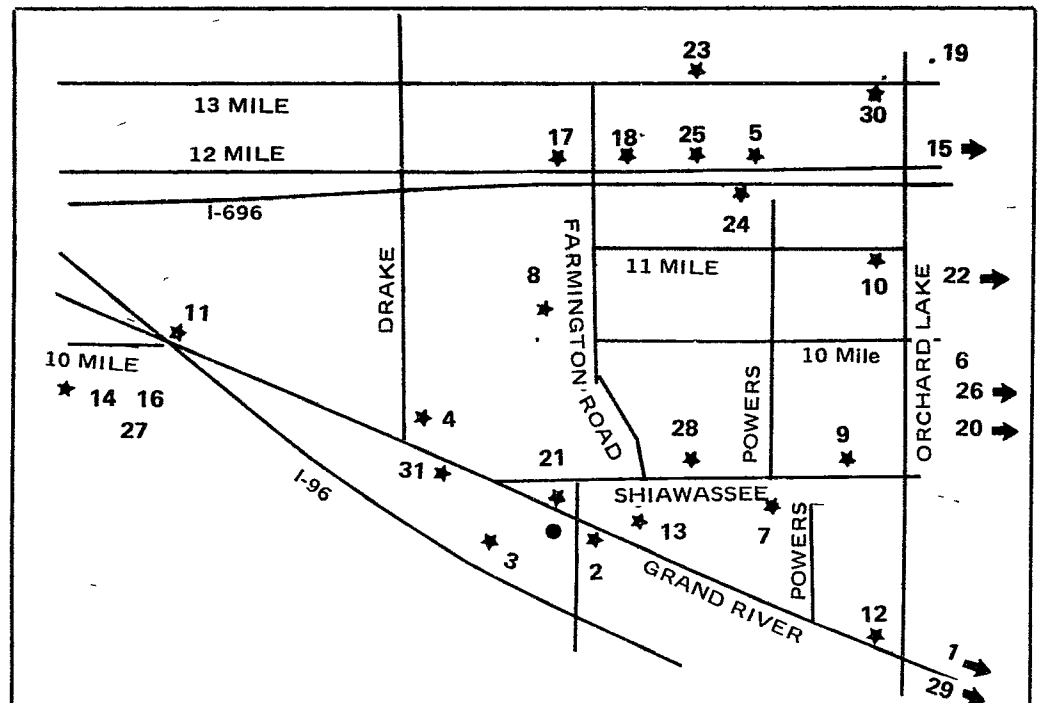 23
. 19
13 MILE
30
12 MILE
17 18 25 5
15
I-696
24
DRAKE
FARMINGTON ROAD
11 MILE
10
ORCHARD LAKE
22
8
11
10 MILE
10 Mile
6
14 16
26
27
POWERS
4
28
9
20
31
21
SHIAWASSEE
I-96
13
7
POWERS
3
2
GRAND RIVER
12
1
29